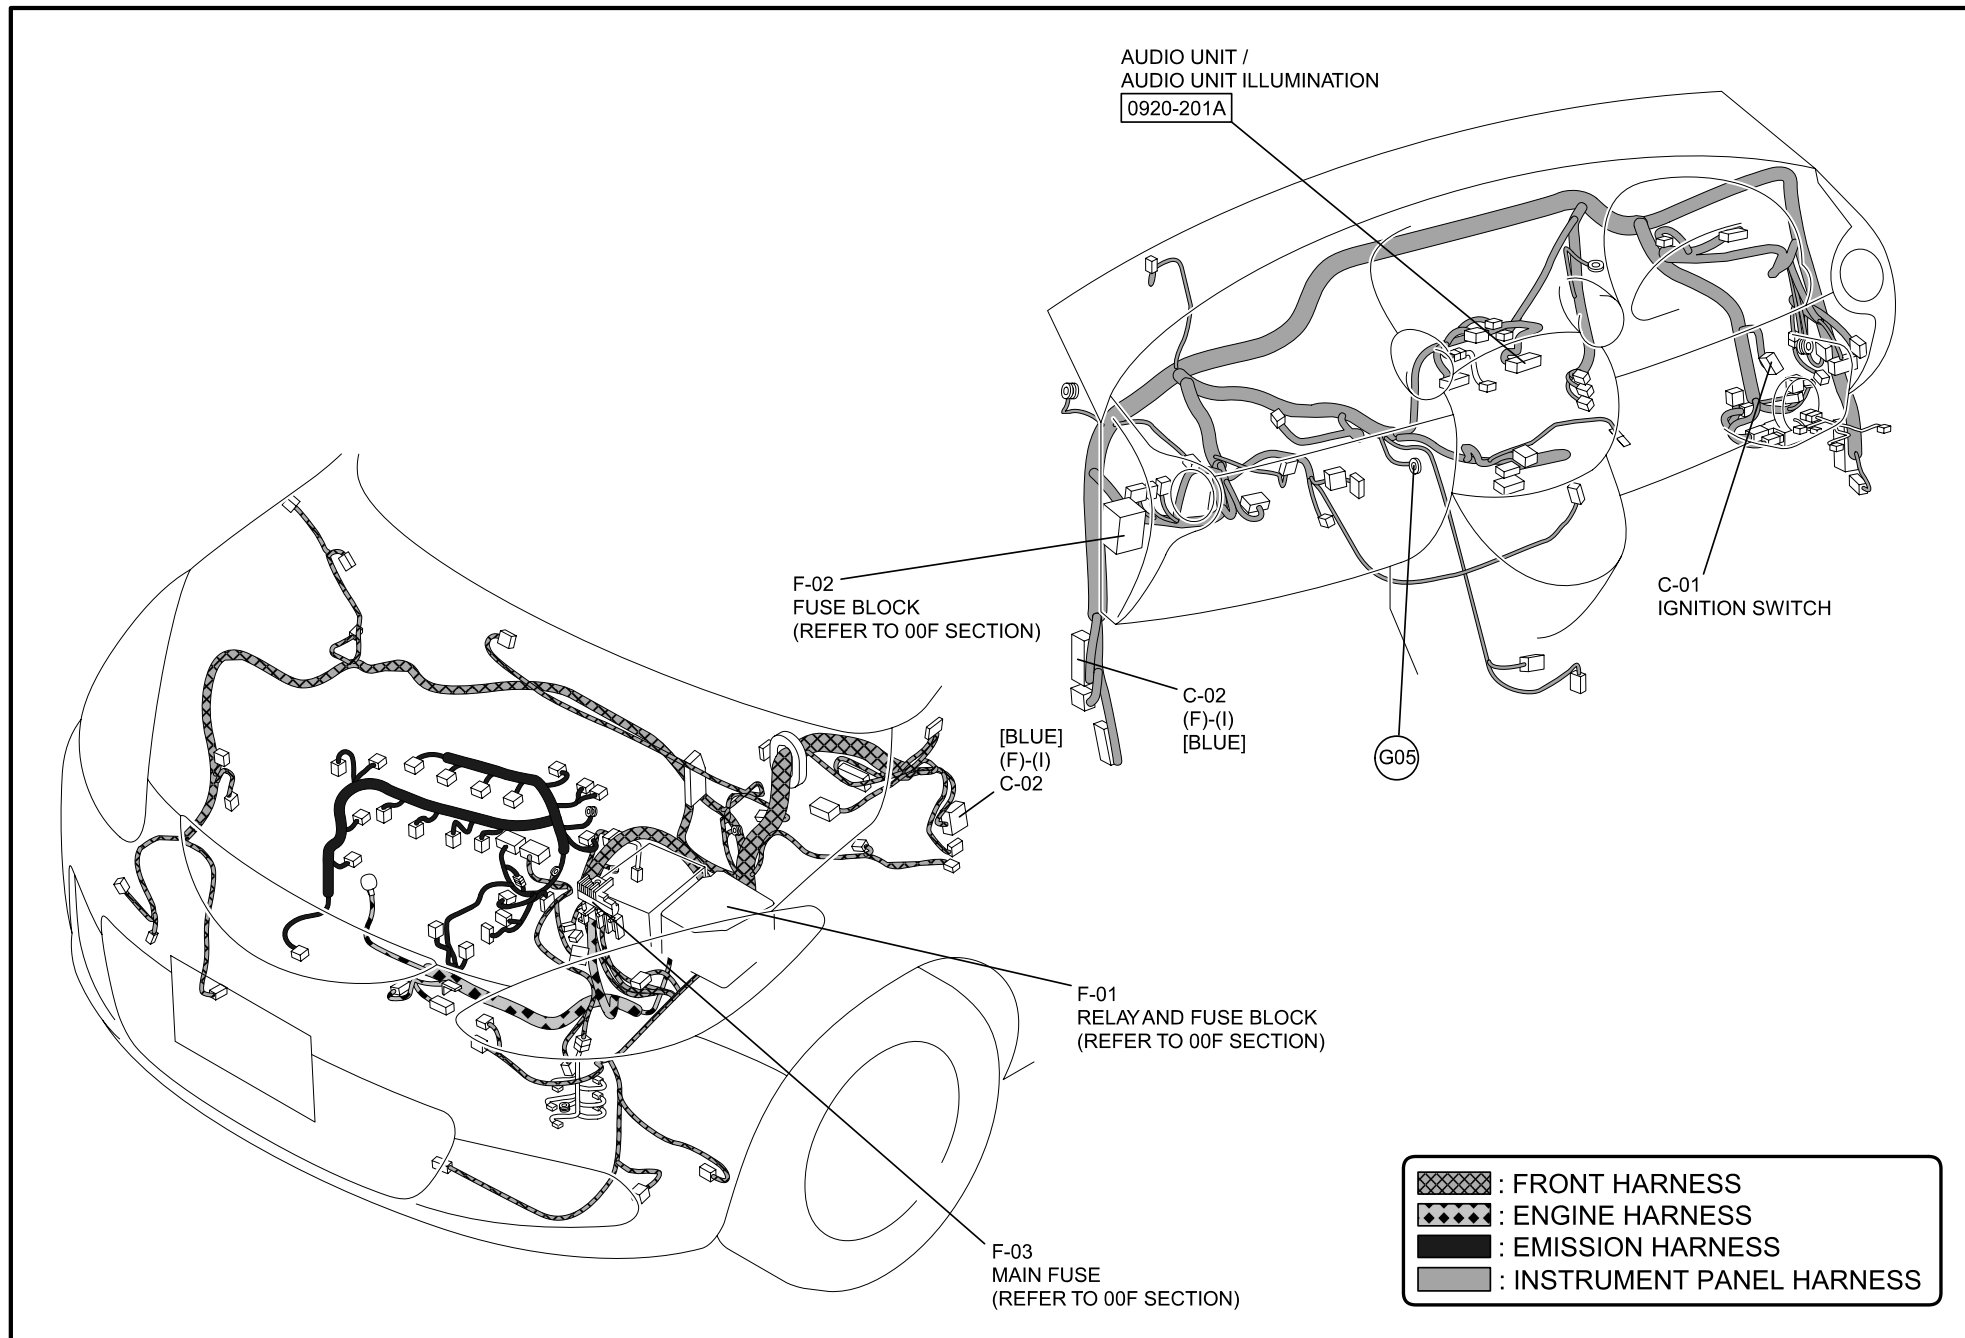 AUDIO UNIT /
AUDIO UNIT ILLUMINATION
0920-201A
F-02
FUSE BLOCK
(REFER TO 00F SECTION)
C-01
IGNITION SWITCH
C-02
(F)-(I)
[BLUE]
[BLUE]
(F)-(I)
C-02
G05
F-01
RELAY AND FUSE BLOCK
(REFER TO 00F SECTION)
F-03
MAIN FUSE
(REFER TO 00F SECTION)
: FRONT HARNESS
: ENGINE HARNESS
: EMISSION HARNESS
: INSTRUMENT PANEL HARNESS